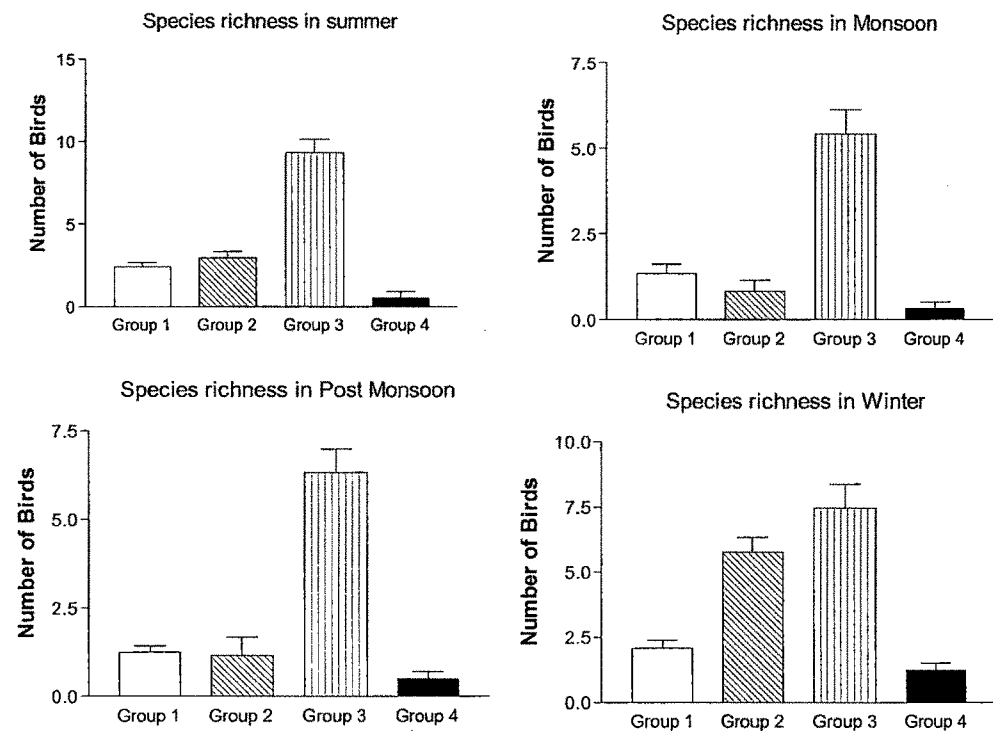 Species richness in summer
Number of Birds
15
10
5
0
Group 1 Group 2 Group 3 Group 4
Species richness in Monsoon
Number of Birds
7.5
5.0
2.5
0.0
Group 1 Group 2 Group 3 Group 4
Species richness in Post Monsoon
Number of Birds
7.5
5.0
2.5
0.0
Group 1 Group 2 Group 3 Group 4
Species richness in Winter
Number of Birds
10.0
7.5
5.0
2.5
0.0
Group 1 Group 2 Group 3 Group 4